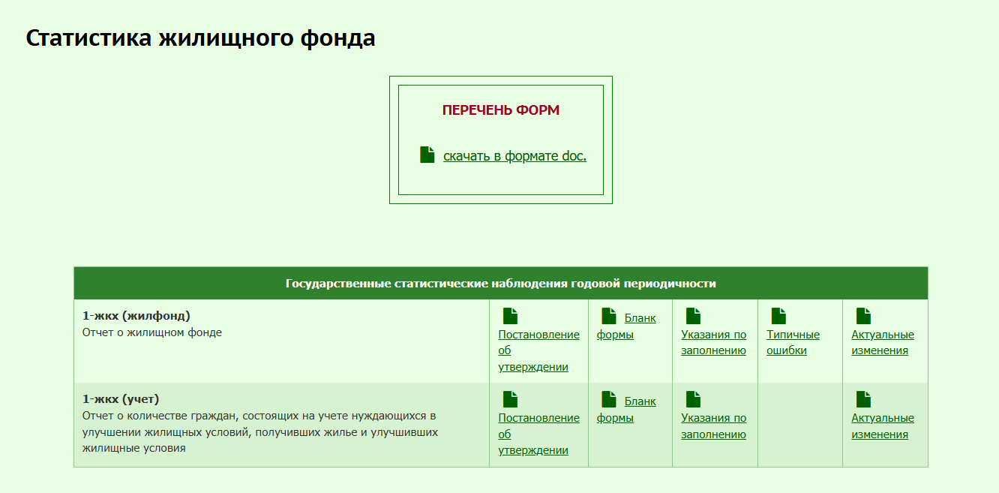 Статистика жилищного фонда
ПЕРЕЧЕНЬ ФОРМ
скачать в формате doc.
Государственные статистические наблюдения годовой периодичности
1-жкх (жилфонд)
Отчет о жилищном фонде
Постановление
об
утверждении
Бланк
формы
Указания по
заполнению
Типичные
ошибки
Актуальные
изменения
1-жкх (учет)
Отчет о количестве граждан, состоящих на учете нуждающихся в
улучшении жилищных условий, получивших жилье и улучшивших
жилищные условия
Постановление
об
утверждении
Бланк
формы
Указания по
заполнению
Актуальные
изменения